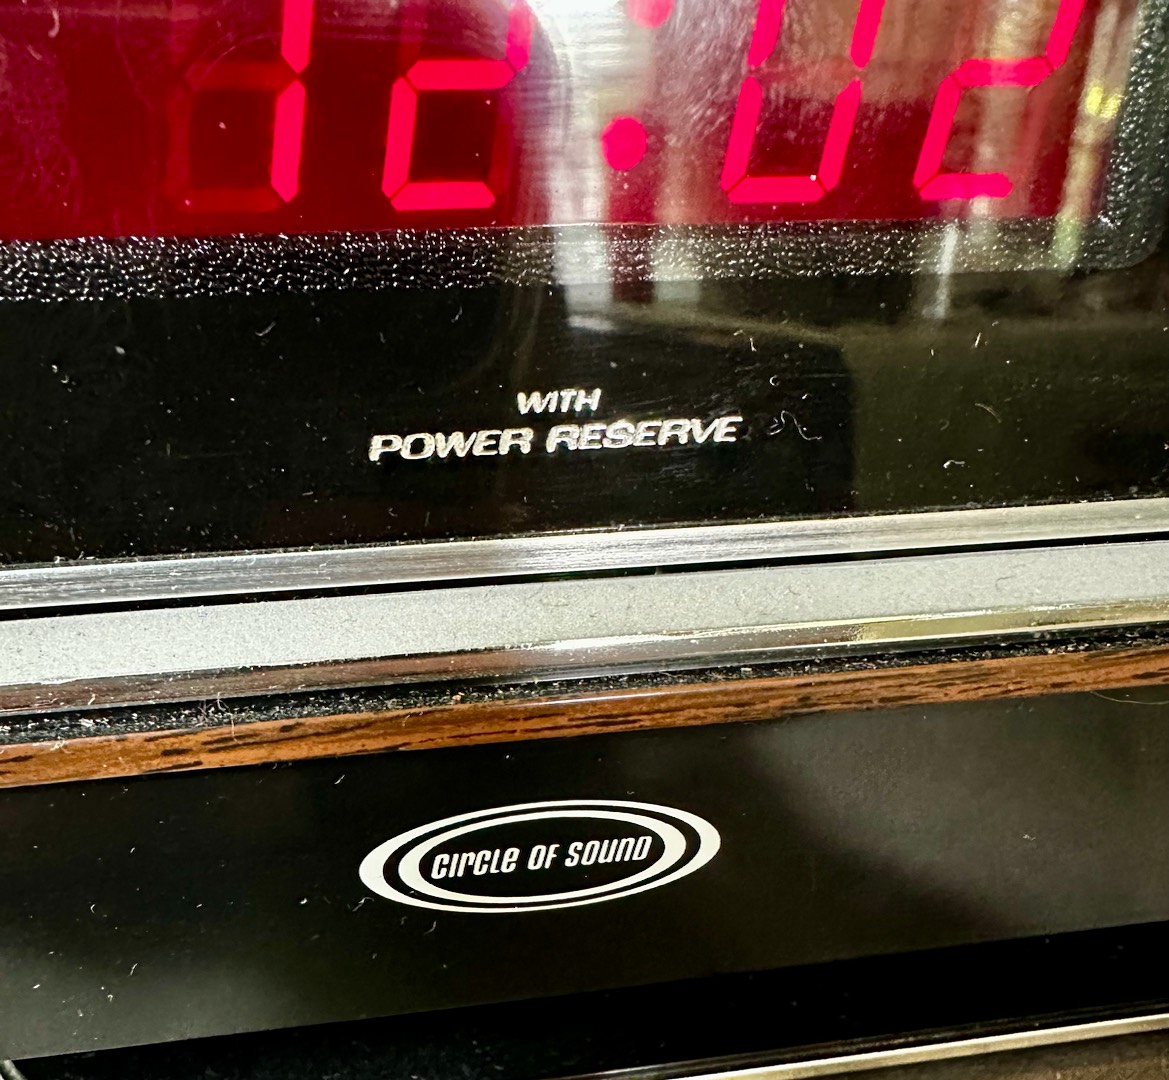 12:02
WITH
POWER RESERVE
CIRCLE OF SOUND